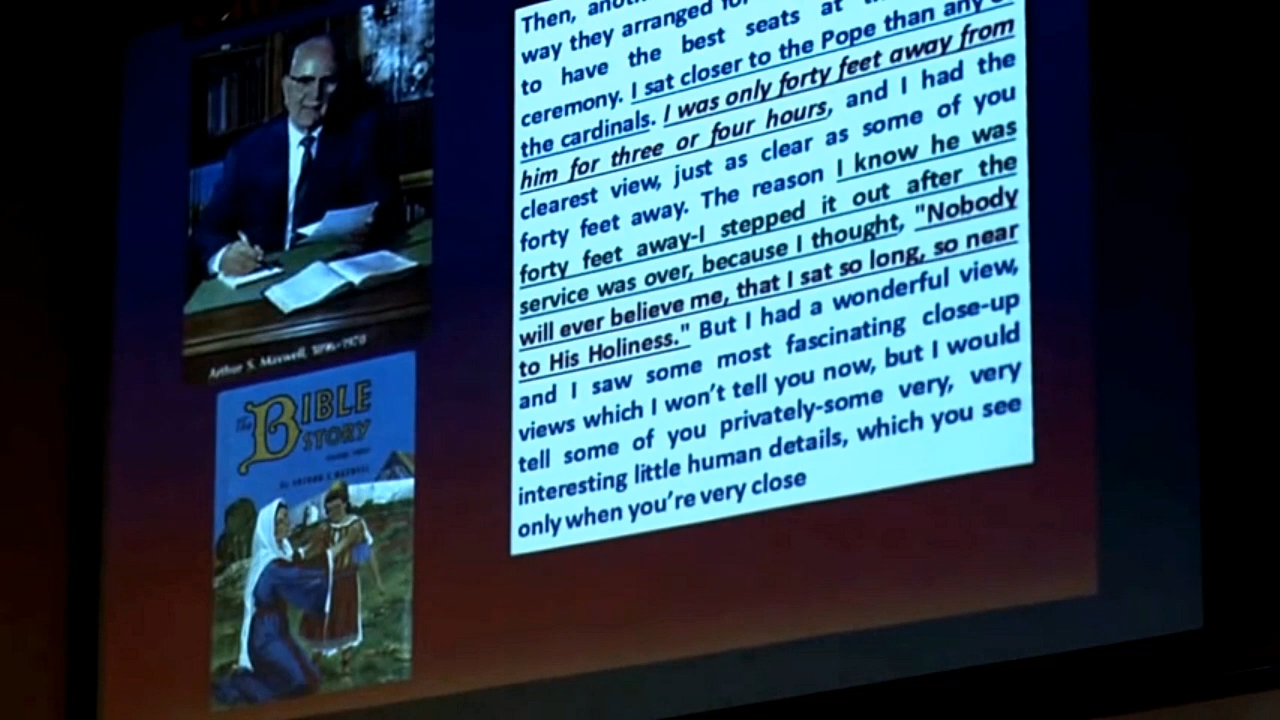 Then,
way they arranged
to have the best seats at
ceremony. I sat closer to the Pope than any
the cardinals. I was only forty feet away from
him for three or four hours, and I had the
clearest view, just as clear as some of you
forty feet away. The reason I know he was
forty feet away-I stepped it out after the
service was over, because I thought, "Nobody
will ever believe me, that I sat so long, so near
to His Holiness." But I had a wonderful view,
and I saw some most fascinating close-up
views which I won't tell you now, but I would
tell some of you privately-some very, very
interesting little human details, which you see
only when you're very close
Arthur S. Maxwell, 1896-1970
The BIBLE
STORY